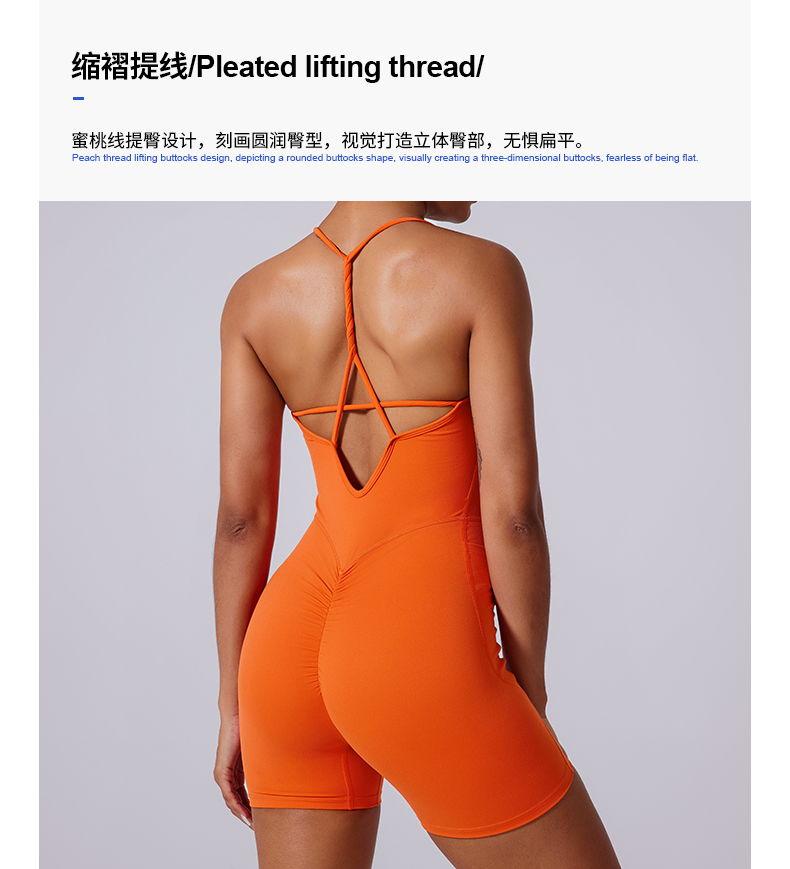 缩褶提线/Pleated lifting thread/
蜜桃线提臀设计，刻画圆润臀型，视觉打造立体臀部，无惧扁平。
Peach thread lifting buttocks design, depicting a rounded buttocks shape, visually creating a three-dimensional buttocks, fearless of being flat.